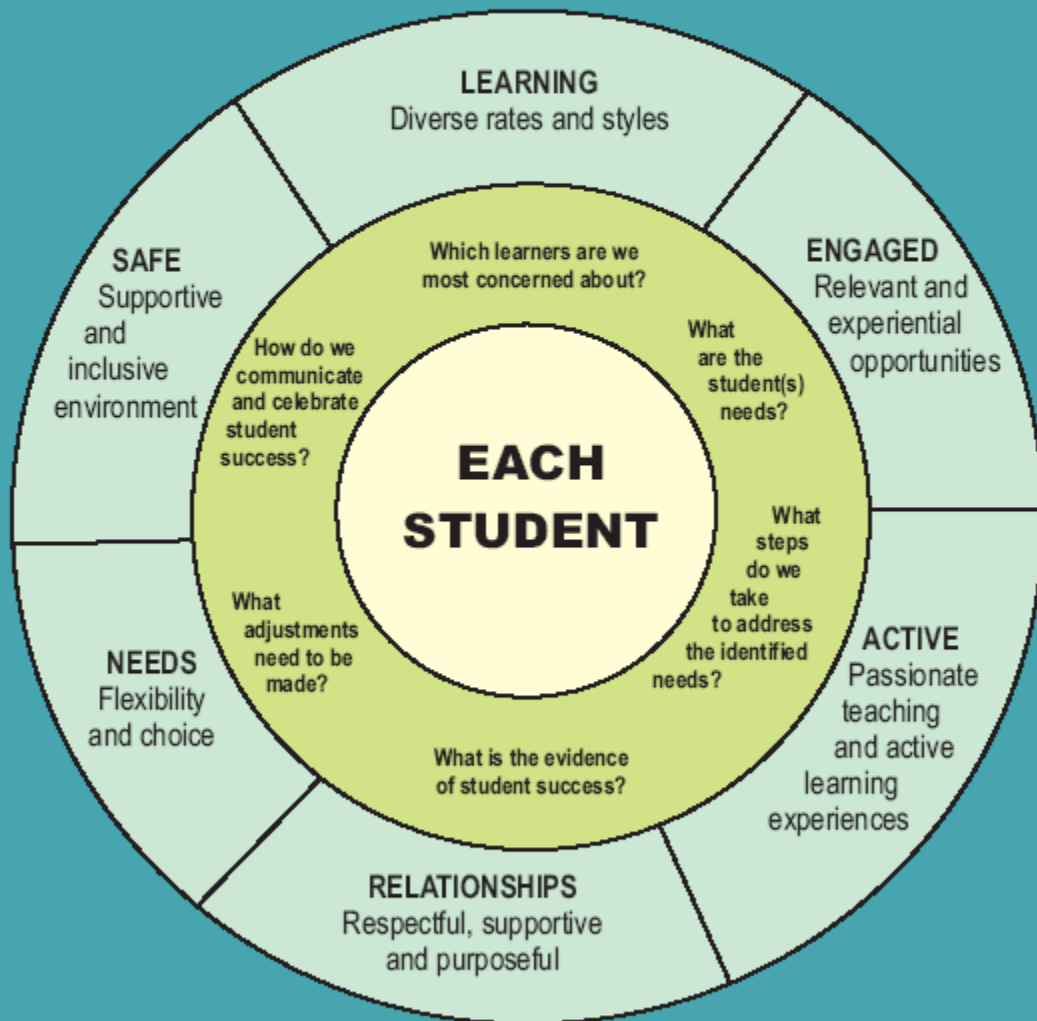 LEARNING
Diverse rates and styles
ENGAGED
Relevant and
experiential
opportunities
ACTIVE
Passionate
teaching
and active
learning
experiences
RELATIONSHIPS
Respectful, supportive
and purposeful
NEEDS
Flexibility
and choice
SAFE
Supportive
and
inclusive
environment
Which learners are we
most concerned about?
What
are the
student(s)
needs?
What
steps
do we
take
to address
the identified
needs?
What is the evidence
of student success?
What
adjustments
need to be
made?
How do we
communicate
and celebrate
student
success?
EACH
STUDENT